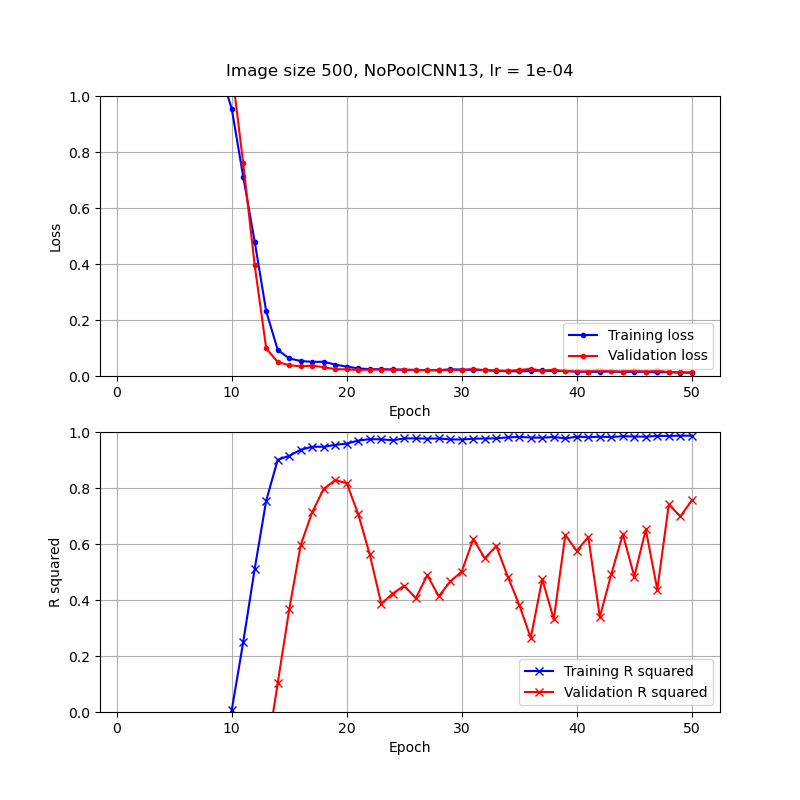 Image size 500, NoPoolCNN13, lr = 1e-04
1.0
0.8
0.6
0.4
0.2
0.0
Loss
0 10 20 30 40 50
Epoch
Training loss
Validation loss
1.0
0.8
0.6
0.4
0.2
0.0
R squared
0 10 20 30 40 50
Epoch
Training R squared
Validation R squared